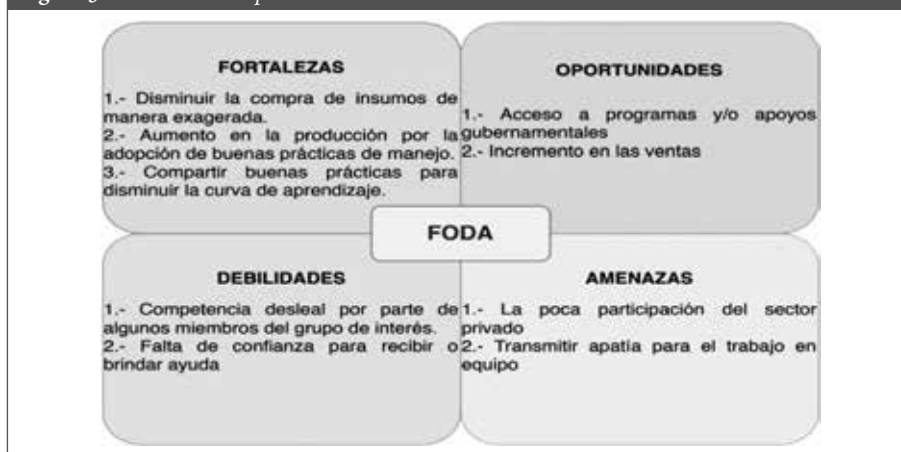 FORTALEZAS
1.- Disminuir la compra de insumos de
manera exagerada.
2.- Aumento en la producción por la
adopción de buenas prácticas de manejo.
3.- Compartir buenas prácticas para
disminuir la curva de aprendizaje.
OPORTUNIDADES
1.- Acceso a programas y/o apoyos
gubernamentales
2.- Incremento en las ventas
FODA
DEBILIDADES
1.- Competencia desleal por parte de
algunos miembros del grupo de interés.
2.- Falta de confianza para recibir o
brindar ayuda
AMENAZAS
1.- La poca participación del sector
privado
2.- Transmitir apatía para el trabajo en
equipo